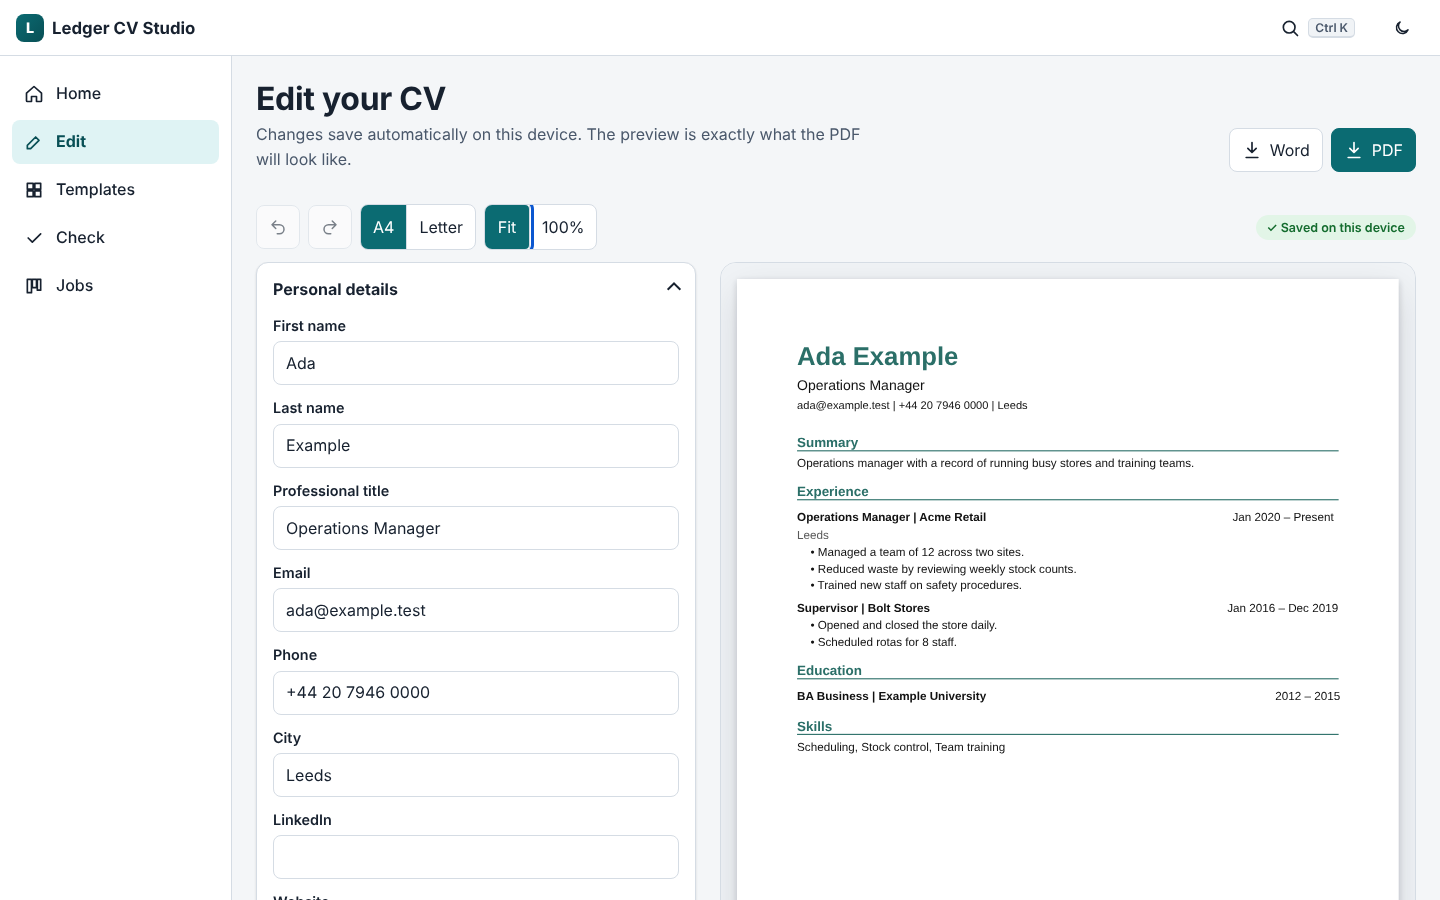 L Ledger CV Studio
Ctrl K
Home
Edit
Templates
Check
Jobs
Edit your CV
Changes save automatically on this device. The preview is exactly what the PDF
will look like.
Word
PDF
A4
Letter
Fit
100%
Saved on this device
Personal details
First name
Ada
Last name
Example
Professional title
Operations Manager
Email
ada@example.test
Phone
+44 20 7946 0000
City
Leeds
LinkedIn
Ada Example
Operations Manager
ada@example.test | +44 20 7946 0000 | Leeds
Summary
Operations manager with a record of running busy stores and training teams.
Experience
Operations Manager | Acme Retail Jan 2020 – Present
Leeds
• Managed a team of 12 across two sites.
• Reduced waste by reviewing weekly stock counts.
• Trained new staff on safety procedures.
Supervisor | Bolt Stores Jan 2016 – Dec 2019
• Opened and closed the store daily.
• Scheduled rotas for 8 staff.
Education
BA Business | Example University 2012 – 2015
Skills
Scheduling, Stock control, Team training